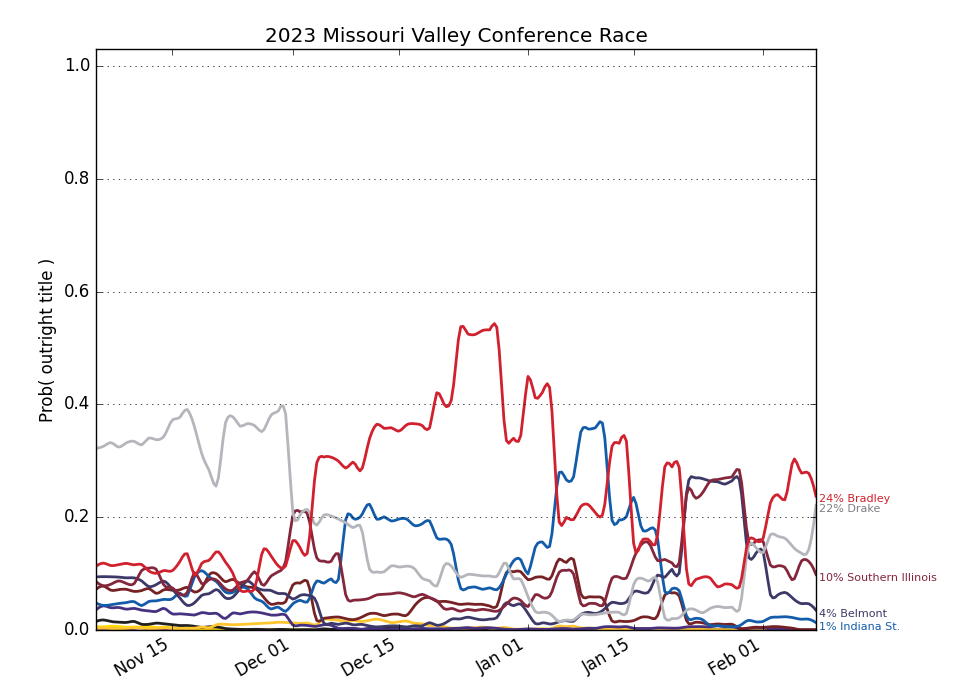 2023 Missouri Valley Conference Race
Prob( outright title )
1.0
0.8
0.6
0.4
0.2
0.0
24% Bradley
22% Drake
10% Southern Illinois
4% Belmont
1% Indiana St.
Nov 15
Dec 01
Dec 15
Jan 01
Jan 15
Feb 01